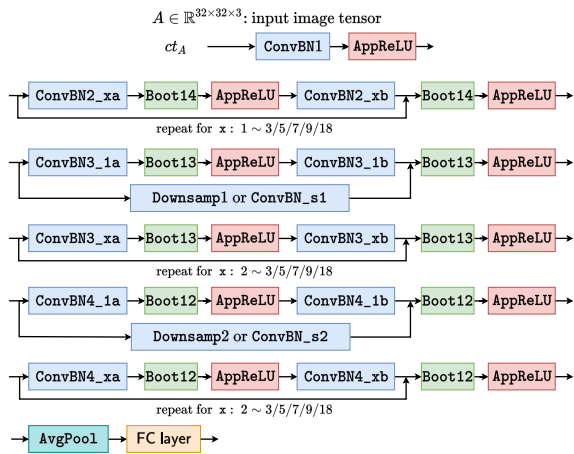 A ∈ ℝ^{32×32×3}: input image tensor
ct_A ConvBN1 AppReLU
ConvBN2_xa Boot14 AppReLU ConvBN2_xb Boot14 AppReLU
repeat for x : 1 ∼ 3/5/7/9/18
ConvBN3_1a Boot13 AppReLU ConvBN3_1b Boot13 AppReLU
Downsamp1 or ConvBN_s1
ConvBN3_xa Boot13 AppReLU ConvBN3_xb Boot13 AppReLU
repeat for x : 2 ∼ 3/5/7/9/18
ConvBN4_1a Boot12 AppReLU ConvBN4_1b Boot12 AppReLU
Downsamp2 or ConvBN_s2
ConvBN4_xa Boot12 AppReLU ConvBN4_xb Boot12 AppReLU
repeat for x : 2 ∼ 3/5/7/9/18
AvgPool FC layer